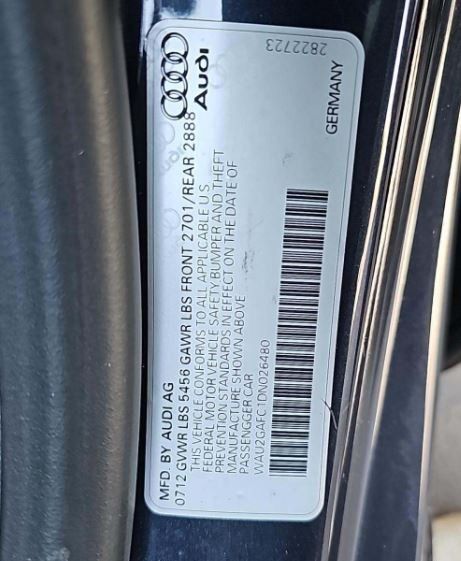 MFD. BY AUDI AG
0712 GVWR LBS 5456 GAWR LBS FRONT 2701/REAR 2888
THIS VEHICLE CONFORMS TO ALL APPLICABLE U.S.
FEDERAL MOTOR VEHICLE SAFETY BUMPER AND THEFT
PREVENTION STANDARDS IN EFFECT ON THE DATE OF
MANUFACTURE SHOWN ABOVE
PASSENGGER CAR
WAU2GAFC1DN026480
Audi
2822723
GERMANY